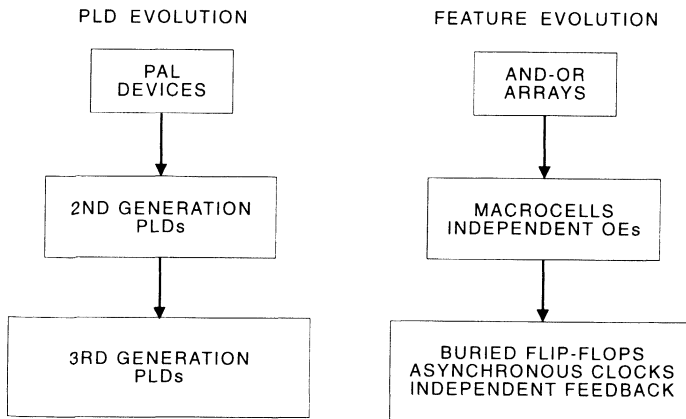 PLD EVOLUTION
PAL
DEVICES
2ND GENERATION
PLDs
3RD GENERATION
PLDs
FEATURE EVOLUTION
AND-OR
ARRAYS
MACROCELLS
INDEPENDENT OEs
BURIED FLIP-FLOPS
ASYNCHRONOUS CLOCKS
INDEPENDENT FEEDBACK